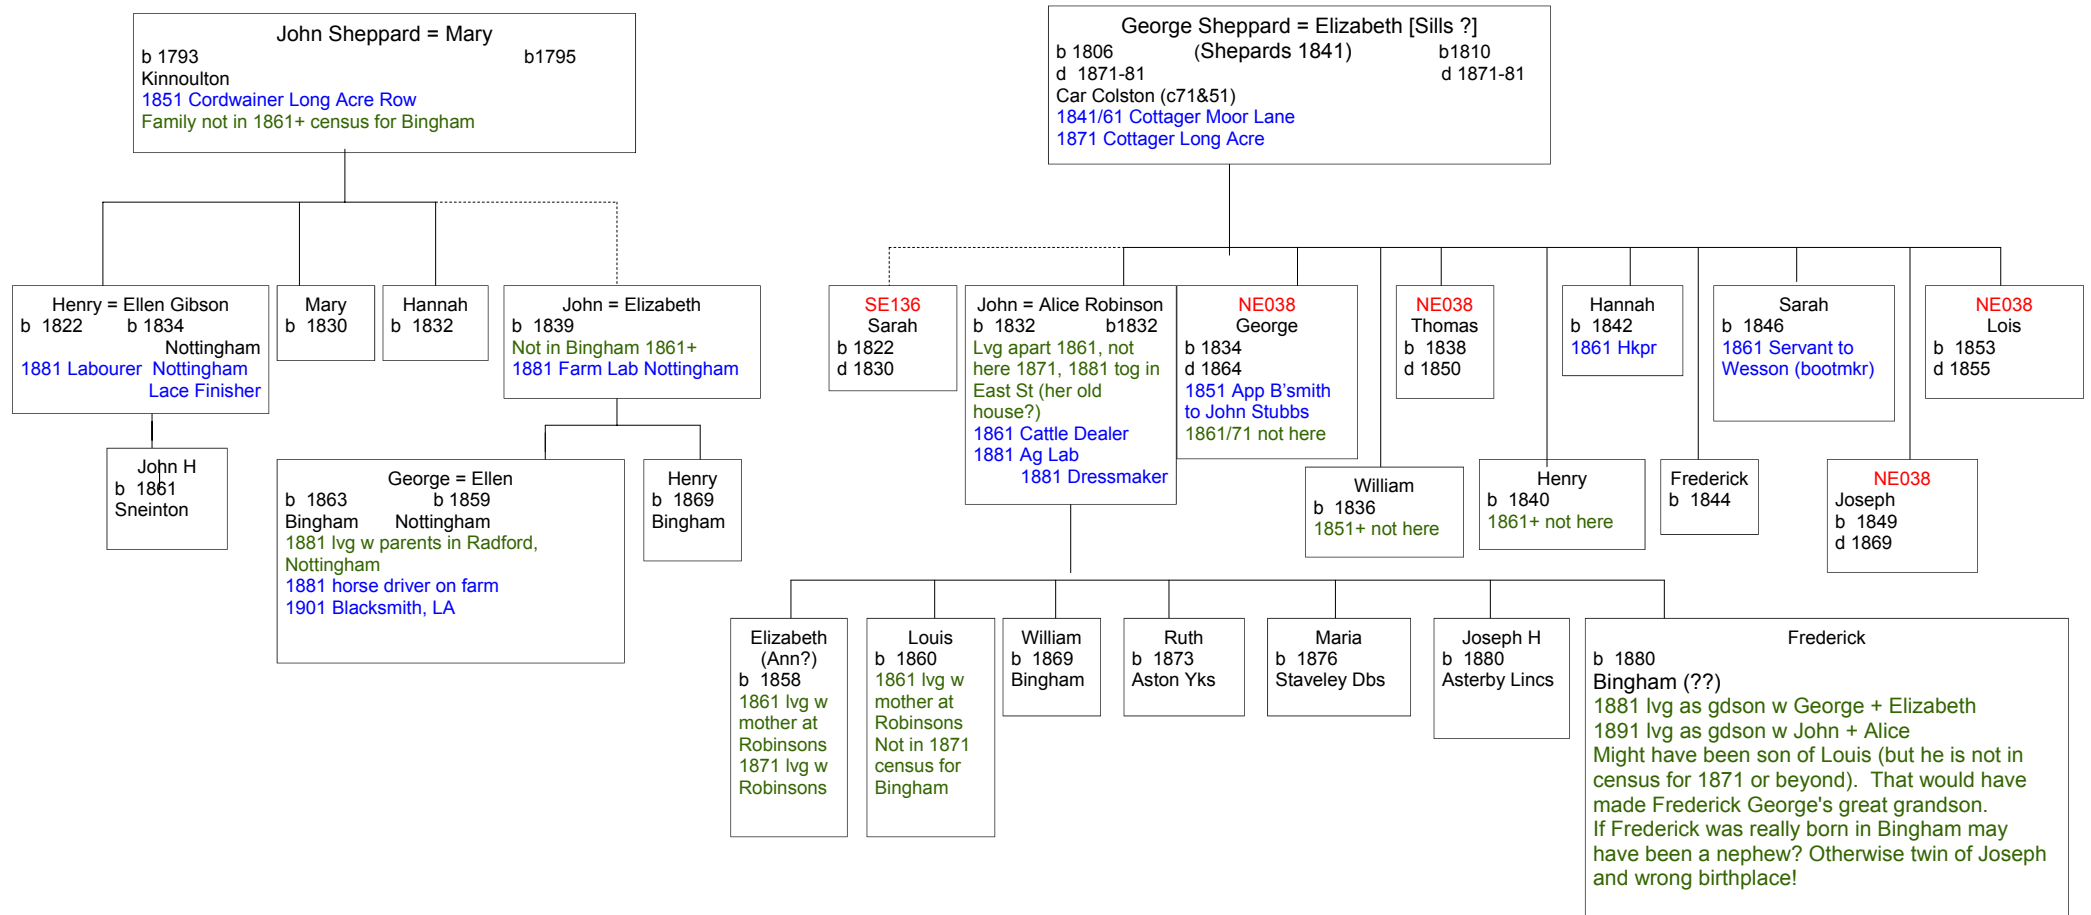 John Sheppard = Mary
b 1793 b1795
Kinnoulton
1851 Cordwainer Long Acre Row
Family not in 1861+ census for Bingham
George Sheppard = Elizabeth [Sills ?]
b 1806 (Shepards 1841) b1810
d 1871-81 d 1871-81
Car Colston (c71&51)
1841/61 Cottager Moor Lane
1871 Cottager Long Acre
Henry = Ellen Gibson
b 1822 b 1834
Nottingham
1881 Labourer Nottingham
Lace Finisher
Mary
b 1830
Hannah
b 1832
John = Elizabeth
b 1839
Not in Bingham 1861+
1881 Farm Lab Nottingham
John H
b 1861
Sneinton
George = Ellen
b 1863 b 1859
Bingham Nottingham
1881 lvg w parents in Radford,
Nottingham
1881 horse driver on farm
1901 Blacksmith, LA
Henry
b 1869
Bingham
SE136
Sarah
b 1822
d 1830
John = Alice Robinson
b 1832 b1832
Lvg apart 1861, not
here 1871, 1881 tog in
East St (her old
house?)
1861 Cattle Dealer
1881 Ag Lab
1881 Dressmaker
NE038
George
b 1834
d 1864
1851 App B'smith
to John Stubbs
1861/71 not here
William
b 1836
1851+ not here
NE038
Thomas
b 1838
d 1850
Henry
b 1840
1861+ not here
Hannah
b 1842
1861 Hkpr
Frederick
b 1844
Sarah
b 1846
1861 Servant to
Wesson (bootmkr)
NE038
Joseph
b 1849
d 1869
NE038
Lois
b 1853
d 1855
Elizabeth
(Ann?)
b 1858
1861 lvg w
mother at
Robinsons
1871 lvg w
Robinsons
Louis
b 1860
1861 lvg w
mother at
Robinsons
Not in 1871
census for
Bingham
William
b 1869
Bingham
Ruth
b 1873
Aston Yks
Maria
b 1876
Staveley Dbs
Joseph H
b 1880
Asterby Lincs
Frederick
b 1880
Bingham (??)
1881 lvg as gdson w George + Elizabeth
1891 lvg as gdson w John + Alice
Might have been son of Louis (but he is not in
census for 1871 or beyond). That would have
made Frederick George's great grandson.
If Frederick was really born in Bingham may
have been a nephew? Otherwise twin of Joseph
and wrong birthplace!